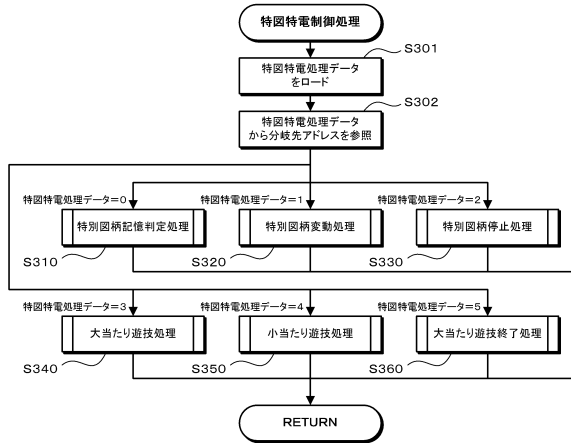 特図特電制御処理
S301
特図特電処理データ
をロード
S302
特図特電処理データ
から分岐先アドレスを参照
特図特電処理データ=0
特図特電処理データ=1
特図特電処理データ=2
特別図柄記憶判定処理
特別図柄変動処理
特別図柄停止処理
S310
S320
S330
特図特電処理データ=3
特図特電処理データ=4
特図特電処理データ=5
大当たり遊技処理
小当たり遊技処理
大当たり遊技終了処理
S340
S350
S360
RETURN